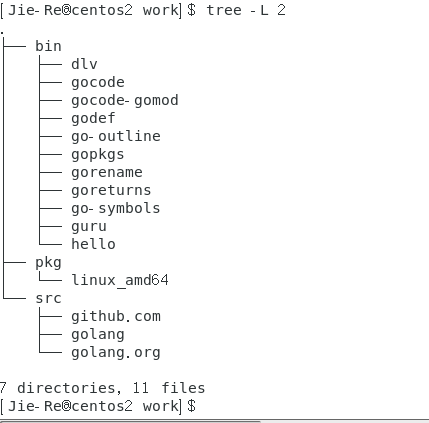 [Jie-Re@centos2 work]$ tree -L 2
.
├── bin
│   ├── dlv
│   ├── gocode
│   ├── gocode-gomod
│   ├── godef
│   ├── go-outline
│   ├── gopkgs
│   ├── gorename
│   ├── goreturns
│   ├── go-symbols
│   ├── guru
│   └── hello
├── pkg
│   └── linux_amd64
└── src
    ├── github.com
    ├── golang
    └── golang.org
7 directories, 11 files
[Jie-Re@centos2 work]$